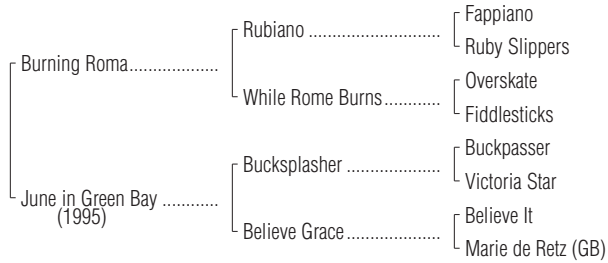 Fappiano
Rubiano ..............................
Ruby Slippers
Burning Roma....................
Overskate
While Rome Burns.............
Fiddlesticks
Buckpasser
Bucksplasher .....................
Victoria Star
June in Green Bay ............
(1995)
Believe It
Believe Grace.....................
Marie de Retz (GB)